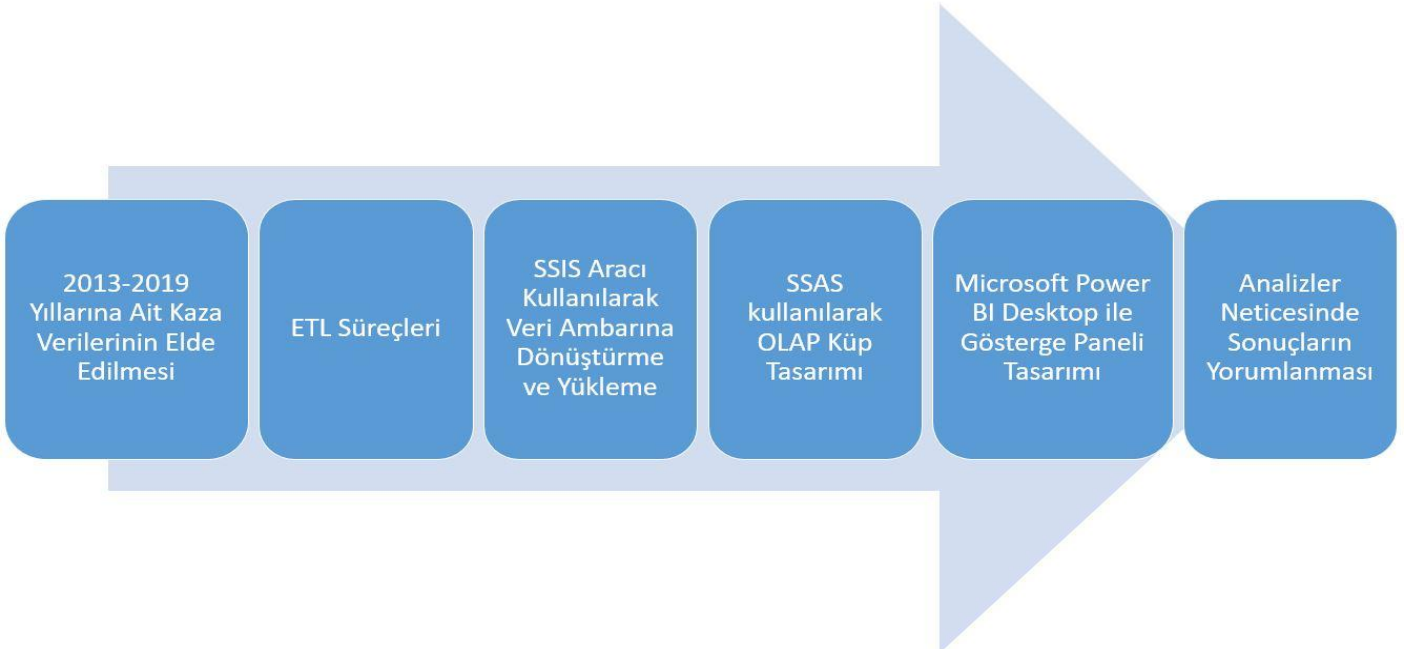 2013-2019
Yıllarına Ait Kaza
Verilerinin Elde
Edilmesi
ETL Süreçleri
SSIS Aracı
Kullanılarak
Veri Ambarına
Dönüştürme
ve Yükleme
SSAS
kullanılarak
OLAP Küp
Tasarımı
Microsoft Power
BI Desktop ile
Gösterge Paneli
Tasarımı
Analizler
Neticesinde
Sonuçların
Yorumlanması